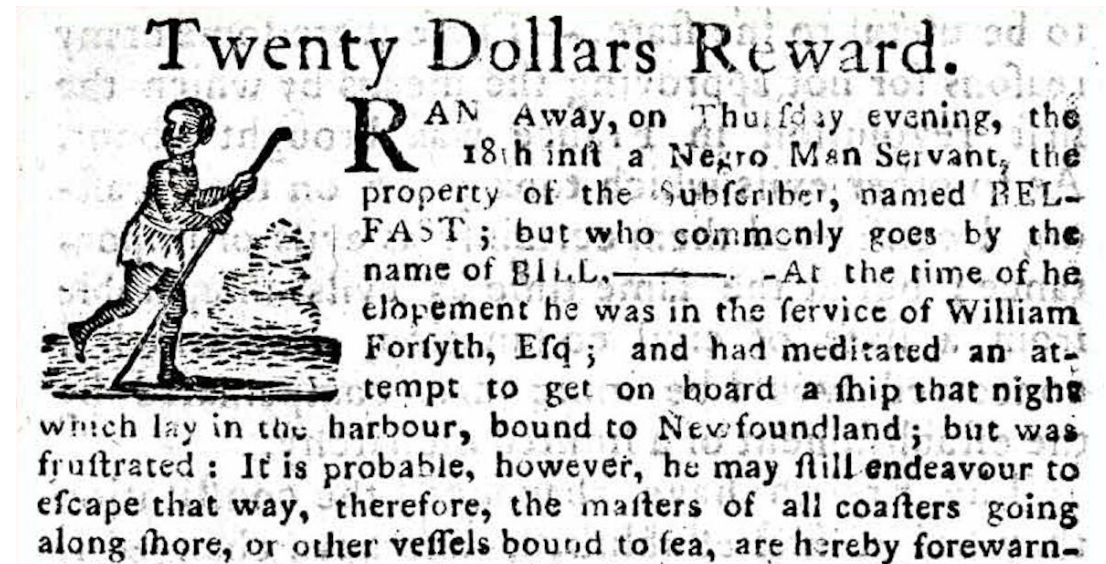 Twenty Dollars Reward.
RAN Away, on Thurſday evening, the
18th inſt a Negro Man Servant, the
property of the Subſcriber, named BEL-
FAST; but who commonly goes by the
name of BILL.———. -At the time of he
elopement he was in the ſervice of William
Forſyth, Eſq; and had meditated an at-
tempt to get on board a ſhip that night
which lay in the harbour, bound to Newfoundland; but was
fruſtrated: It is probable, however, he may ſtill endeavour to
eſcape that way, therefore, the maſters of all coaſters going
along ſhore, or other veſſels bound to ſea, are hereby forewarn-